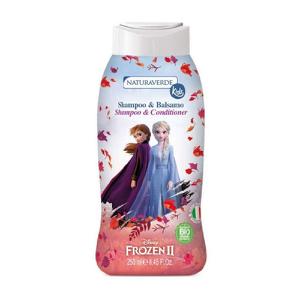 NATURAVERDE
Kids
Shampoo & Balsamo
Shampoo & Conditioner
Disney
FROZEN II
250 ml e 8.45 Fl.Oz.
BIO